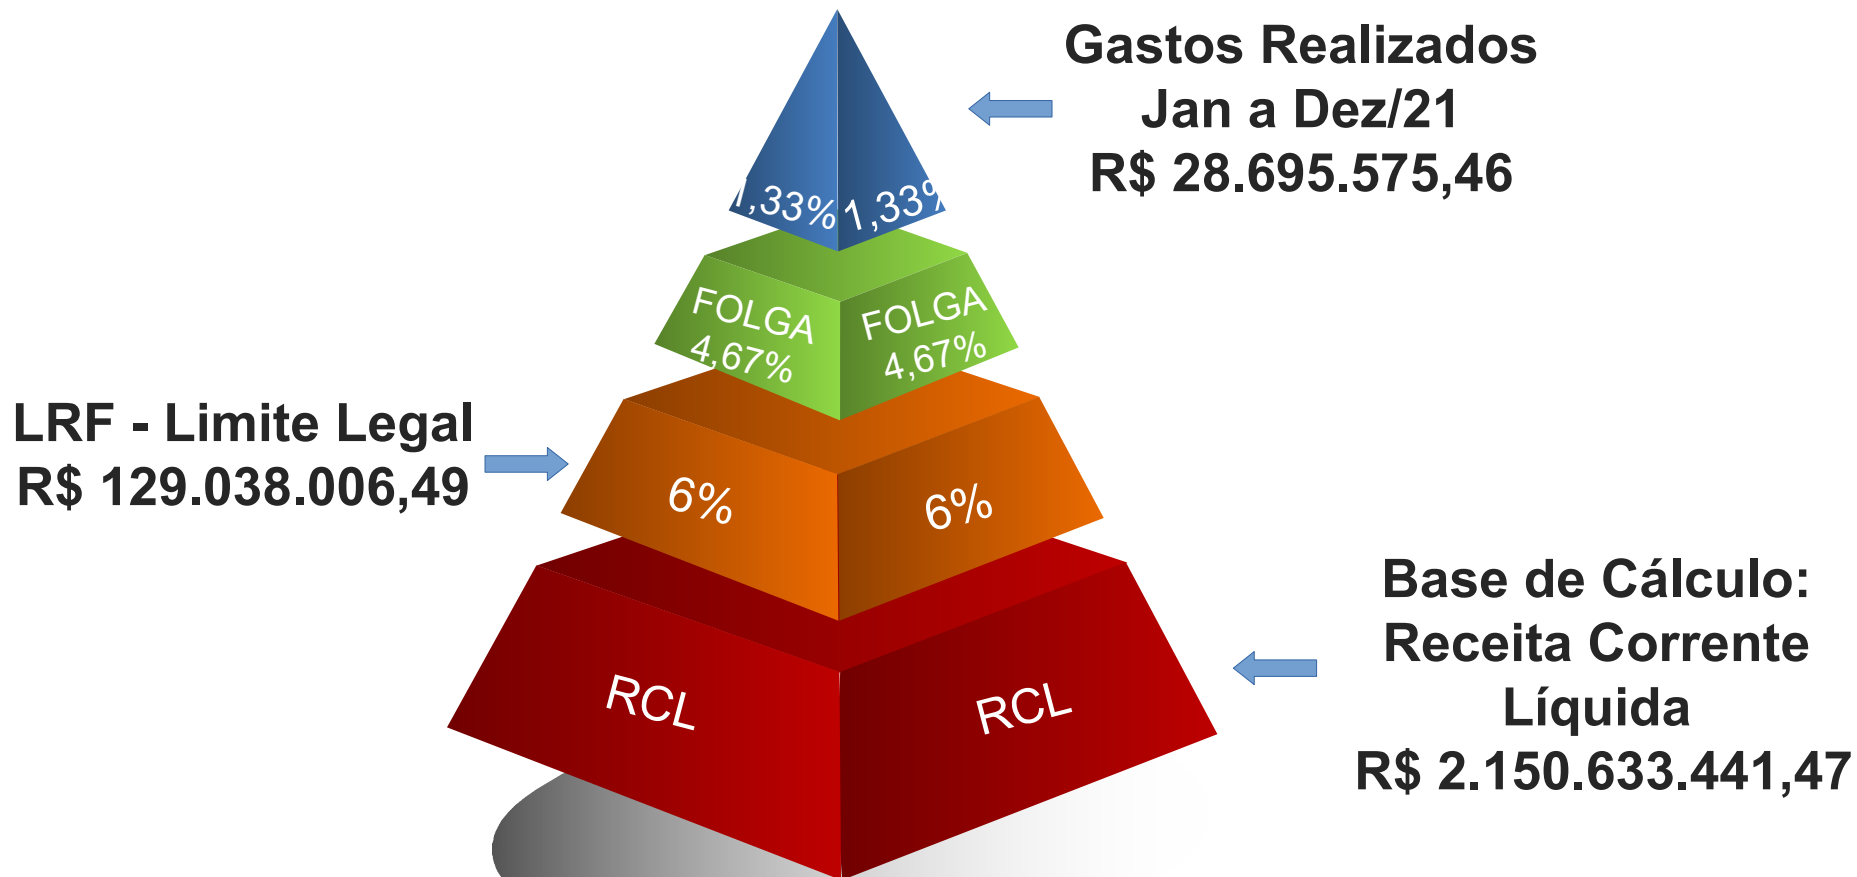 Gastos Realizados
Jan a Dez/21
R$ 28.695.575,46
1,33% 1,33%
FOLGA
4,67%
FOLGA
4,67%
LRF - Limite Legal
R$ 129.038.006,49
6% 6%
Base de Cálculo:
Receita Corrente
Líquida
R$ 2.150.633.441,47
RCL RCL